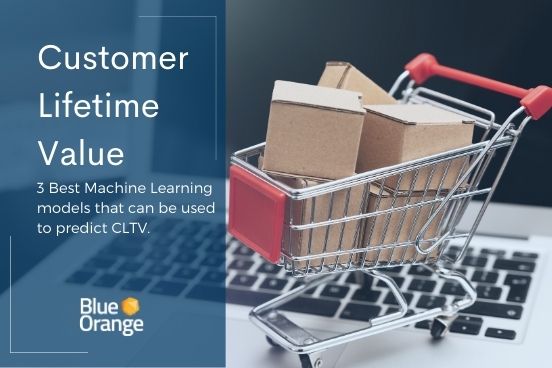 Customer
Lifetime
Value
3 Best Machine Learning
models that can be used
to predict CLTV.
Blue
Orange